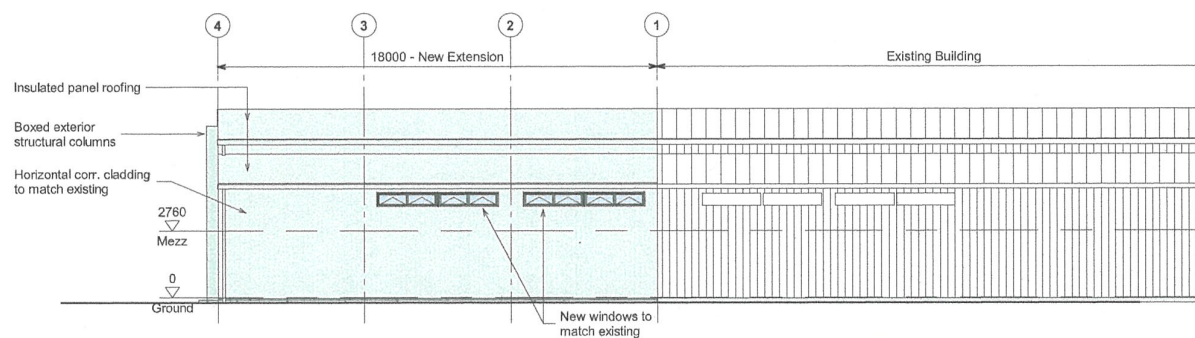 4
3
2
1
18000 - New Extension
Existing Building
Insulated panel roofing
Boxed exterior
structural columns
Horizontal corr. cladding
to match existing
2760
Mezz
0
Ground
New windows to
match existing